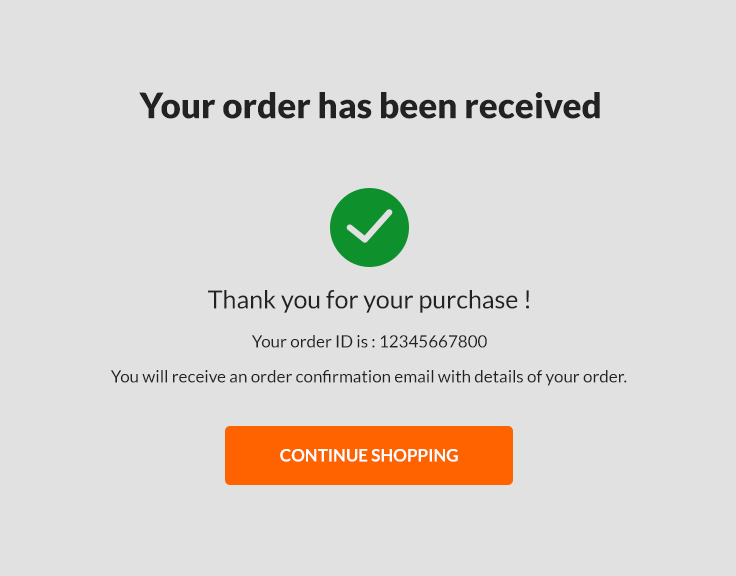 Your order has been received
Thank you for your purchase !
Your order ID is : 12345667800
You will receive an order confirmation email with details of your order.
CONTINUE SHOPPING